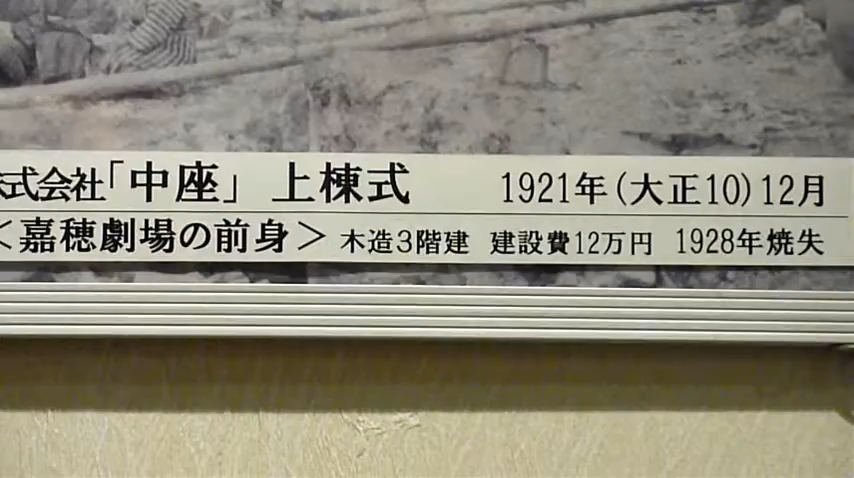 株式会社「中座」 上棟式 1921年(大正10)12月
＜嘉穂劇場の前身＞ 木造3階建 建設費12万円 1928年焼失